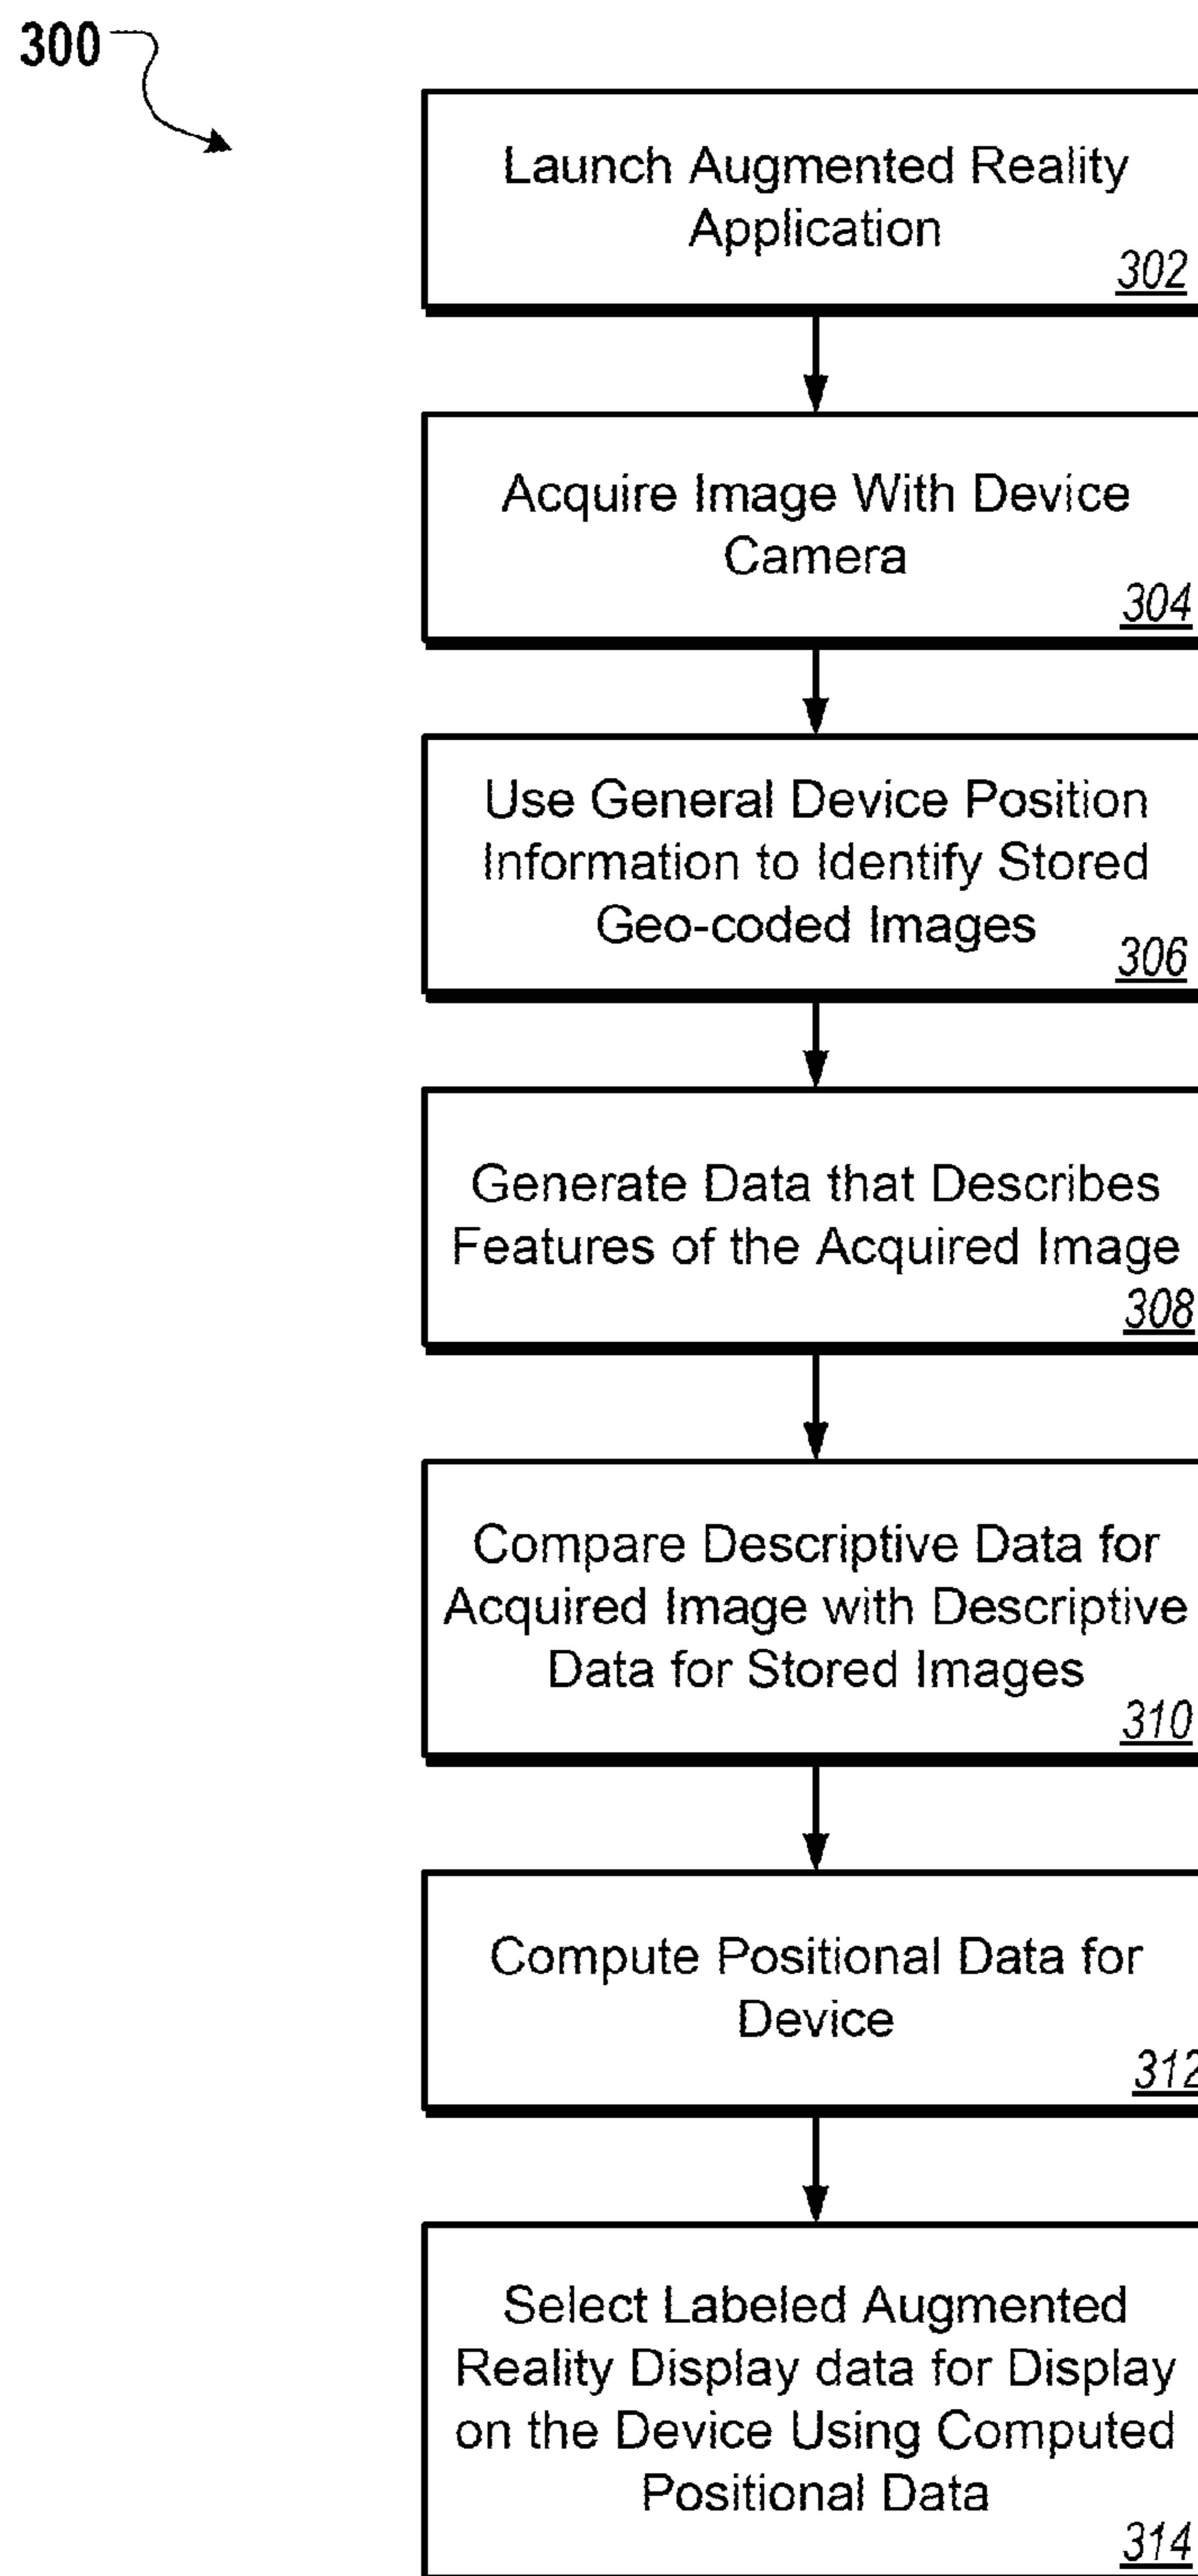 300
Launch Augmented Reality
Application
302
Acquire Image With Device
Camera
304
Use General Device Position
Information to Identify Stored
Geo-coded Images
306
Generate Data that Describes
Features of the Acquired Image
308
Compare Descriptive Data for
Acquired Image with Descriptive
Data for Stored Images
310
Compute Positional Data for
Device
312
Select Labeled Augmented
Reality Display data for Display
on the Device Using Computed
Positional Data
314